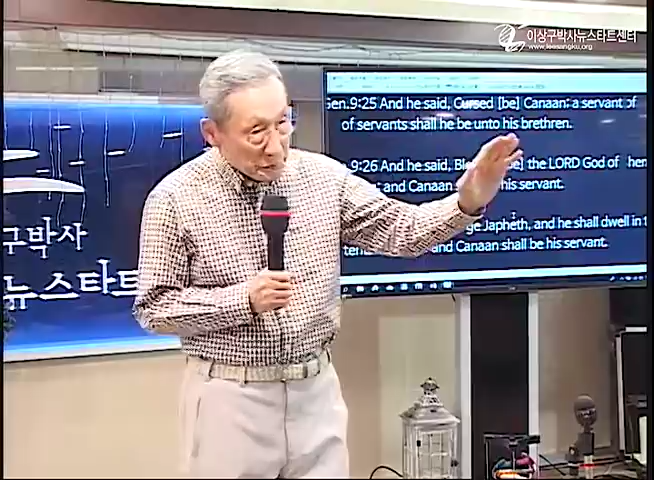 이상구박사뉴스타트센터
www.leesangku.org
Gen.9:25 And he said, Cursed [be] Canaan: a servant of
of servants shall he be unto his brethren.
9:26 And he said, [be] the LORD God of
and Canaan his servant.
Japheth, and he shall dwell in
Canaan shall be his servant.
구박사
뉴스타트